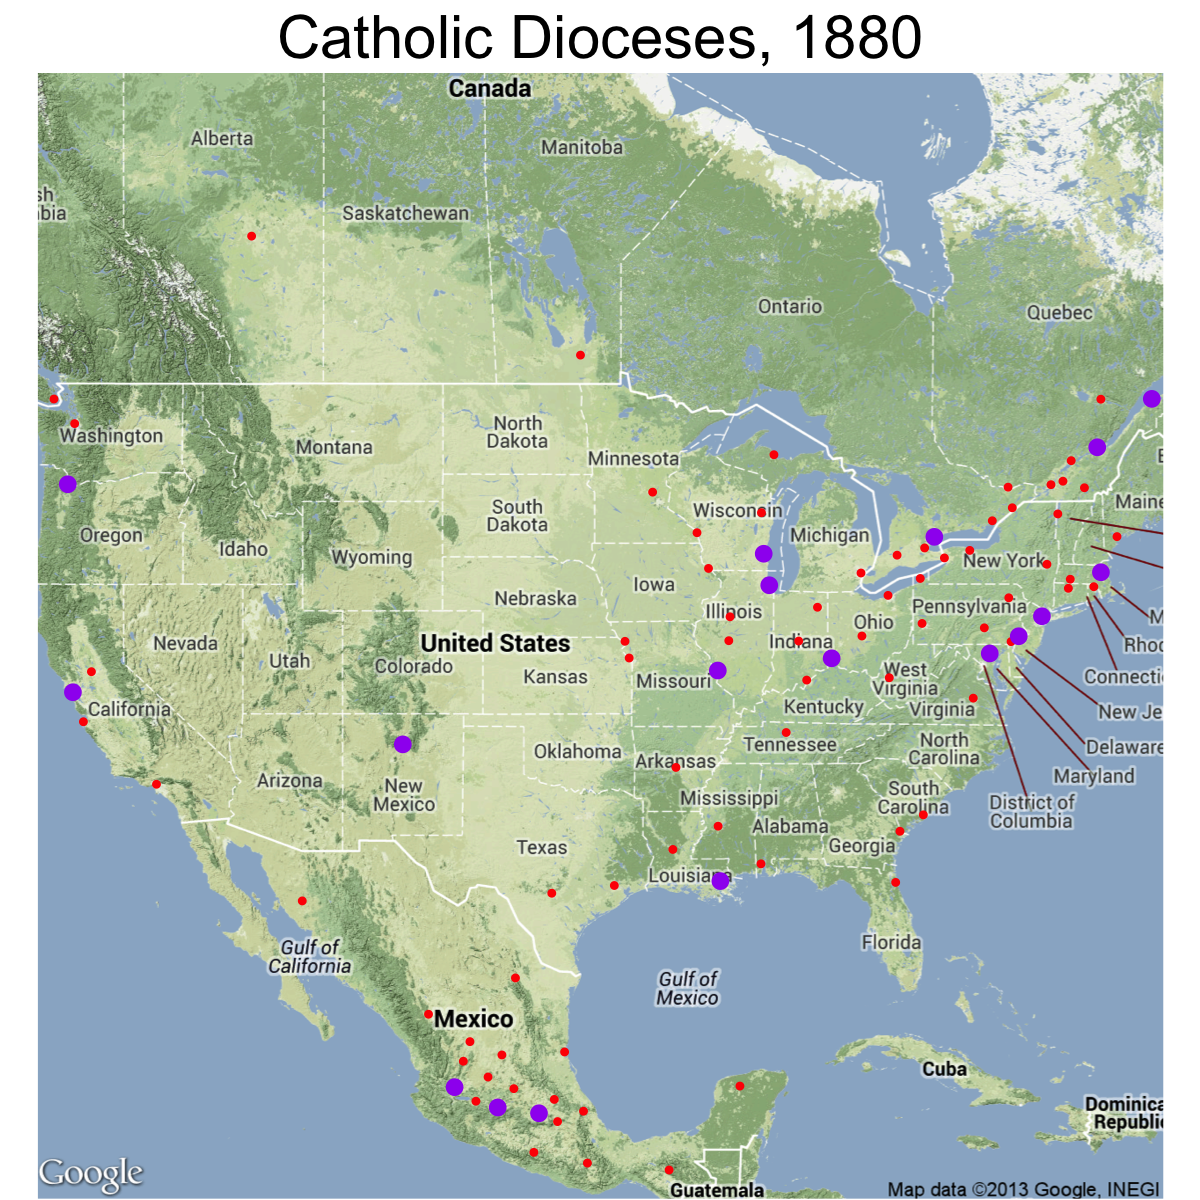 Catholic Dioceses, 1880
Canada
Alberta
Manitoba
Saskatchewan
sh
bia
Ontario
Quebec
Washington
Montana
North
Dakota
Minnesota
Maine
Oregon
Idaho
Wyoming
South
Dakota
Wisconsin
Michigan
New York
Iowa
Nebraska
Illinois
Pennsylvania
Ohio
Indiana
Nevada
Utah
Colorado
United States
Kansas
Missouri
West
Virginia
Virginia
Kentucky
M
Rhod
Connecti
New Je
Delaware
Maryland
District of
Columbia
California
Arizona
New
Mexico
Oklahoma
Arkansas
Tennessee
North
Carolina
South
Carolina
Mississippi
Alabama
Georgia
Texas
Louisiana
Florida
Gulf of
California
Gulf of
Mexico
Mexico
Cuba
Dominica
Republic
Guatemala
Google
Map data ©2013 Google, INEGI